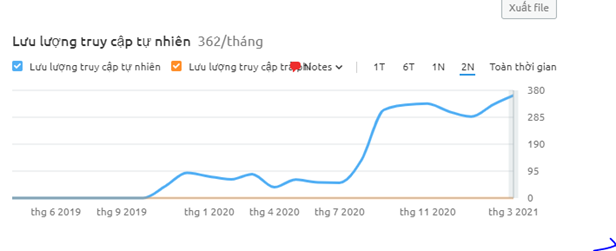 Xuất file
Lưu lượng truy cập tự nhiên 362/tháng
Lưu lượng truy cập tự nhiên Lưu lượng truy cập trả Notes 1T 6T 1N 2N Toàn thời gian
380
285
190
95
0
thg 6 2019 thg 9 2019 thg 1 2020 thg 4 2020 thg 7 2020 thg 11 2020 thg 3 2021